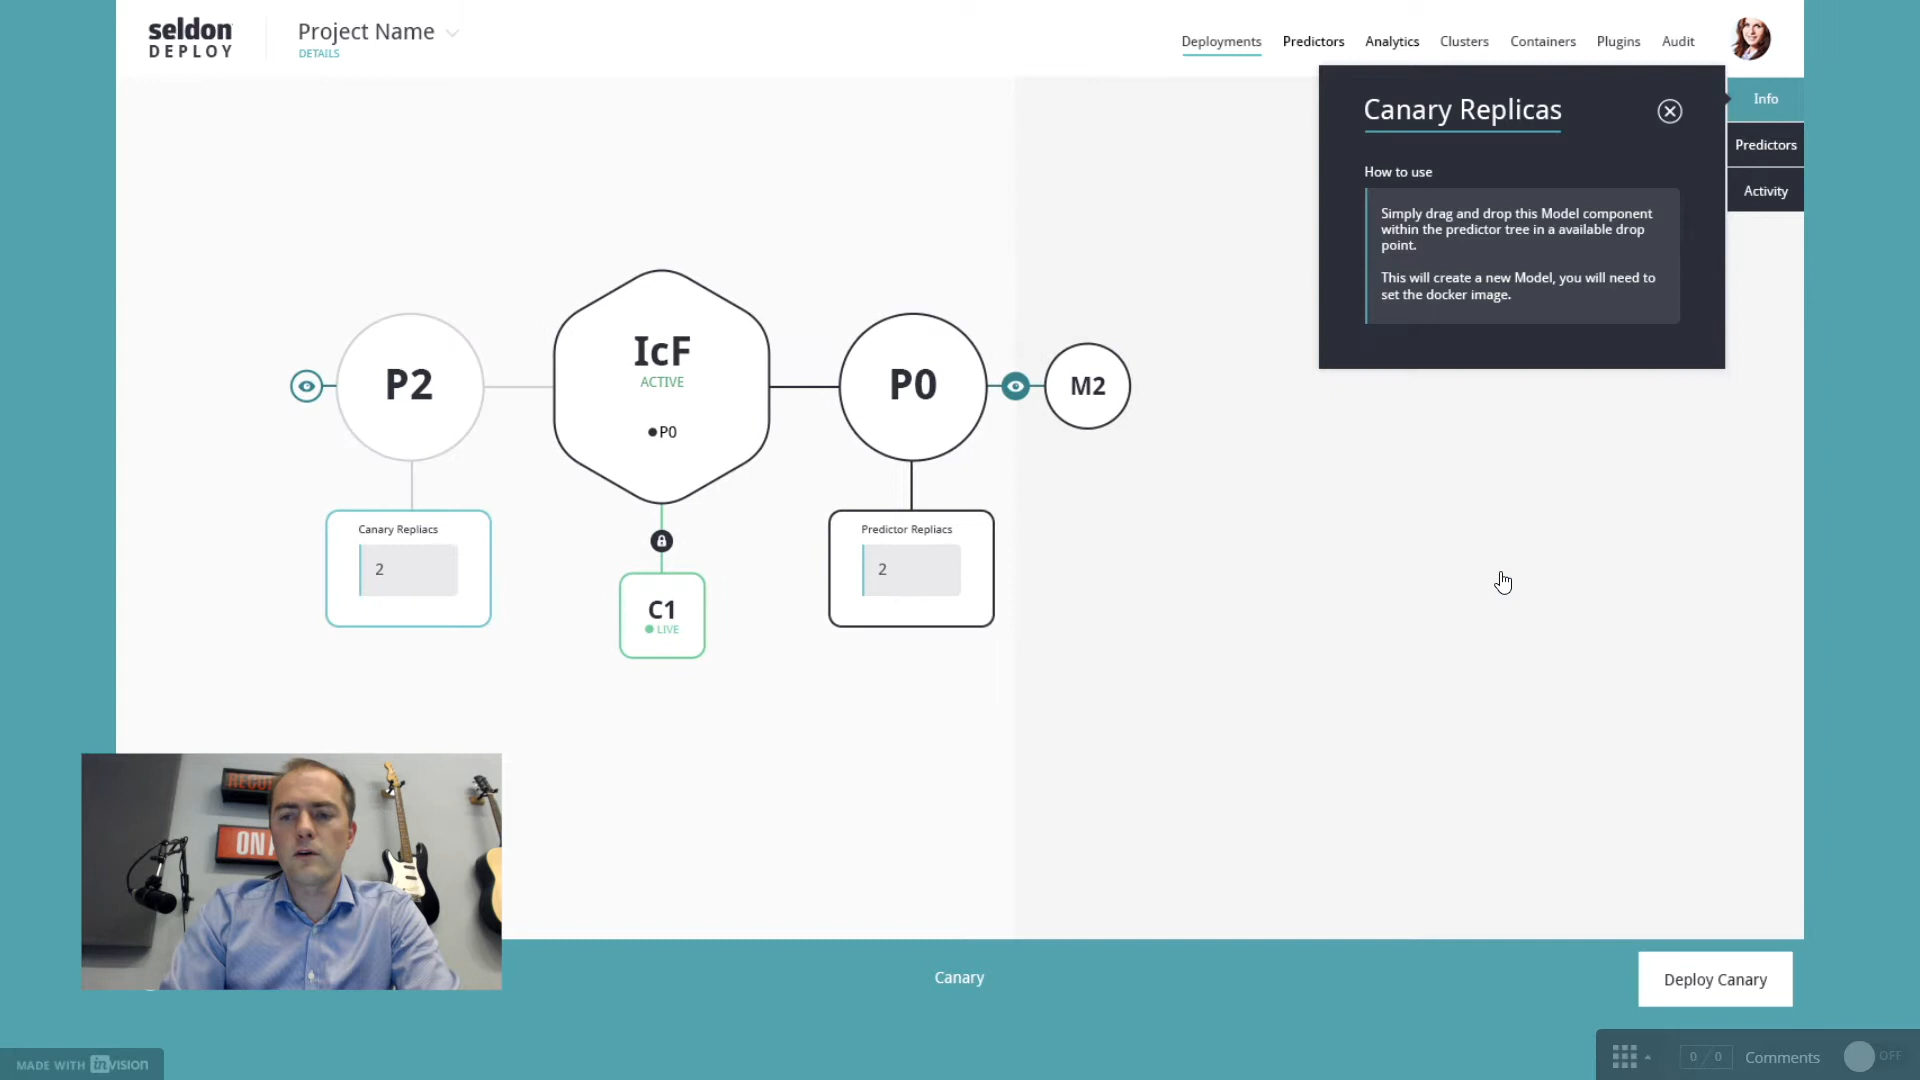 seldon
DEPLOY
Project Name
DETAILS
Deployments
Predictors
Analytics
Clusters
Containers
Plugins
Audit
Canary Replicas
How to use
Simply drag and drop this Model component
within the predictor tree in a available drop
point.
This will create a new Model, you will need to
set the docker image.
Info
Predictors
Activity
P2
IcF
ACTIVE
P0
P0
M2
Canary Repliacs
2
C1
LIVE
Predictor Repliacs
2
Canary
Deploy Canary
MADE WITH invision
0 / 0
Comments
OFF